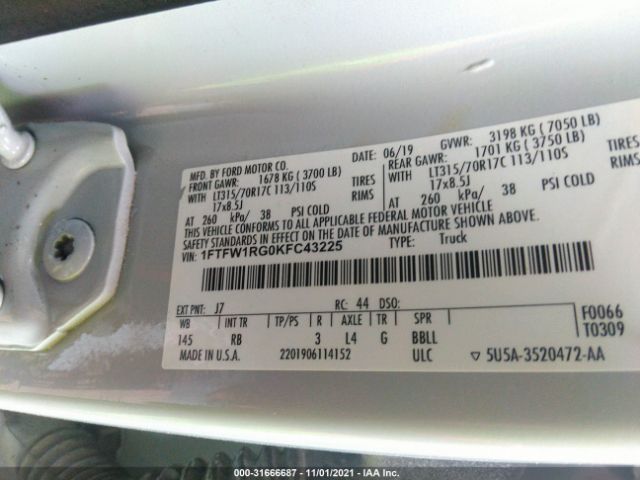 MFD. BY FORD MOTOR CO.
DATE: 06/19 GVWR: 3198 KG ( 7050 LB)
FRONT GAWR: 1678 KG ( 3700 LB) REAR GAWR: 1701 KG ( 3750 LB)
WITH LT315/70R17C 113/110S TIRES WITH LT315/70R17C 113/110S TIRES
17x8.5J RIMS 17x8.5J RIMS
AT 260 kPa/ 38 PSI COLD AT 260 kPa/ 38 PSI COLD
THIS VEHICLE CONFORMS TO ALL APPLICABLE FEDERAL MOTOR VEHICLE
SAFETY STANDARDS IN EFFECT ON THE DATE OF MANUFACTURE SHOWN ABOVE.
VIN: 1FTFW1RG0KFC43225 TYPE: Truck
EXT PNT: J7 RC: 44 DSO: F0066
WB INT TR TP/PS R AXLE TR SPR T0309
145 RB 3 L4 G BBLL
MADE IN U.S.A. 2201906114152 ULC ▽ 5U5A-3520472-AA
000-31666687 - 11/01/2021 - IAA Inc.